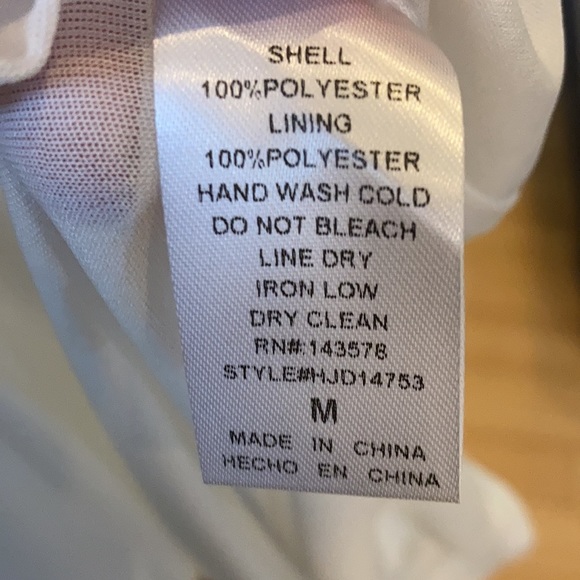 SHELL
100%POLYESTER
LINING
100%POLYESTER
HAND WASH COLD
DO NOT BLEACH
LINE DRY
IRON LOW
DRY CLEAN
RN#:143578
STYLE#HJD14753
M
MADE IN CHINA
HECHO EN CHINA